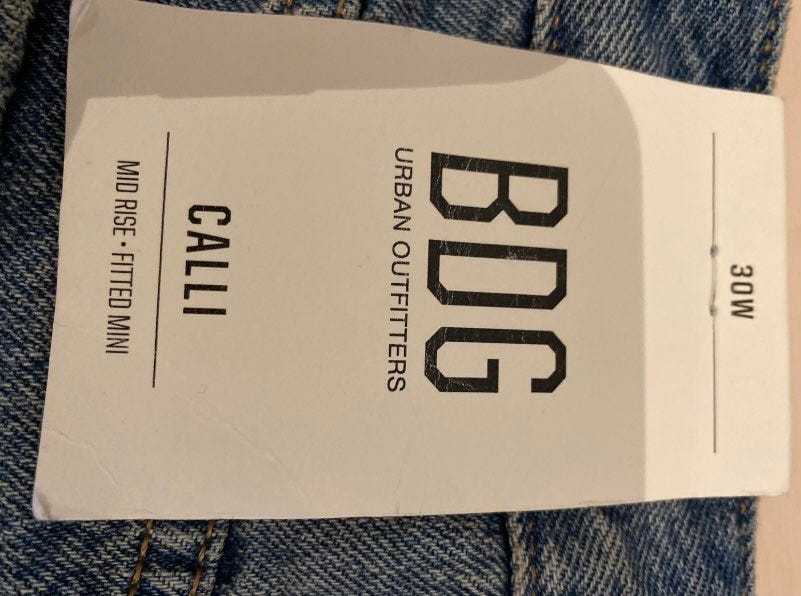 30W
BDG
URBAN OUTFITTERS
CALLI
MID RISE • FITTED MINI